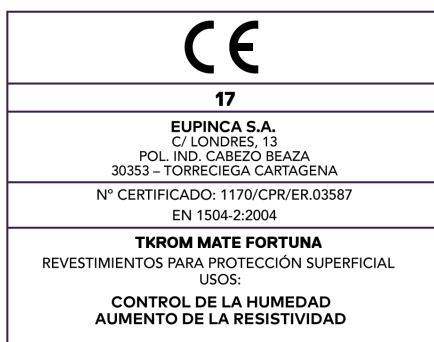 CE
17
EUPINCA S.A.
C/ LONDRES, 13
POL. IND. CABEZO BEAZA
30353 – TORRECIEGA CARTAGENA
Nº CERTIFICADO: 1170/CPR/ER.03587
EN 1504-2:2004
TKROM MATE FORTUNA
REVESTIMIENTOS PARA PROTECCIÓN SUPERFICIAL
USOS:
CONTROL DE LA HUMEDAD
AUMENTO DE LA RESISTIVIDAD